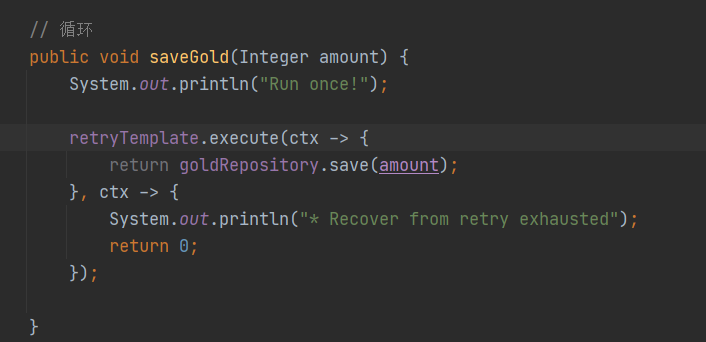 // 循环
public void saveGold(Integer amount) {
    System.out.println("Run once!");

    retryTemplate.execute(ctx -> {
        return goldRepository.save(amount);
    }, ctx -> {
        System.out.println("* Recover from retry exhausted");
        return 0;
    });

}